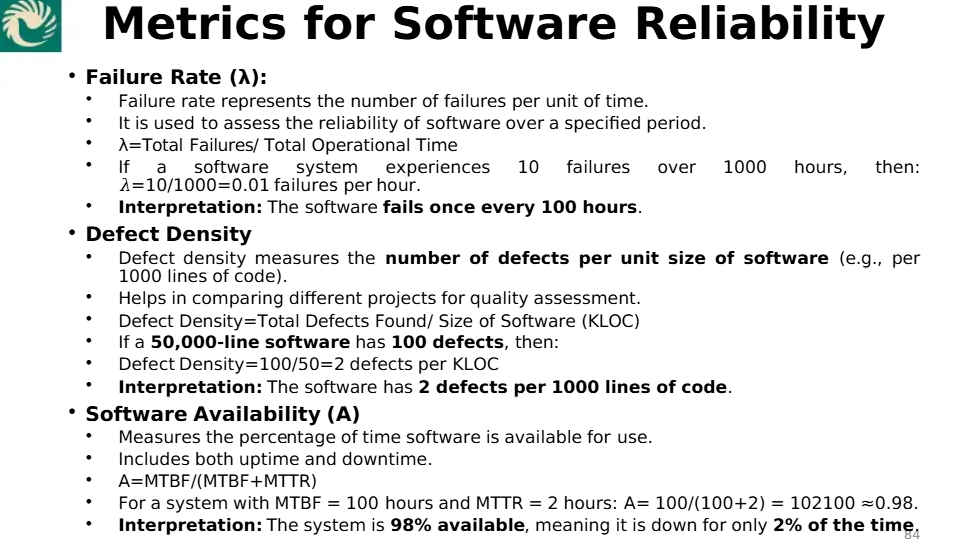 Metrics for Software Reliability
• Failure Rate (λ):
• Failure rate represents the number of failures per unit of time.
• It is used to assess the reliability of software over a specified period.
• λ=Total Failures/ Total Operational Time
• If a software system experiences 10 failures over 1000 hours, then:
𝜆=10/1000=0.01 failures per hour.
• Interpretation: The software fails once every 100 hours.
• Defect Density
• Defect density measures the number of defects per unit size of software (e.g., per
1000 lines of code).
• Helps in comparing different projects for quality assessment.
• Defect Density=Total Defects Found/ Size of Software (KLOC)
• If a 50,000-line software has 100 defects, then:
• Defect Density=100/50=2 defects per KLOC
• Interpretation: The software has 2 defects per 1000 lines of code.
• Software Availability (A)
• Measures the percentage of time software is available for use.
• Includes both uptime and downtime.
• A=MTBF/(MTBF+MTTR)
• For a system with MTBF = 100 hours and MTTR = 2 hours: A= 100/(100+2) = 102100 ≈0.98.
• Interpretation: The system is 98% available, meaning it is down for only 2% of the time.
84